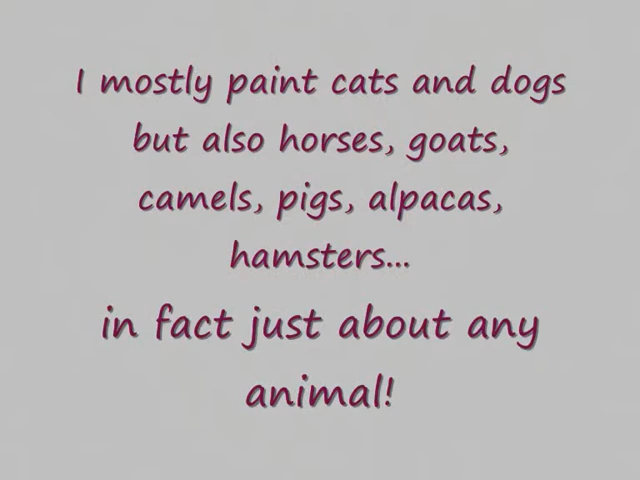 I mostly paint cats and dogs
but also horses, goats,
camels, pigs, alpacas,
hamsters...
in fact just about any
animal!